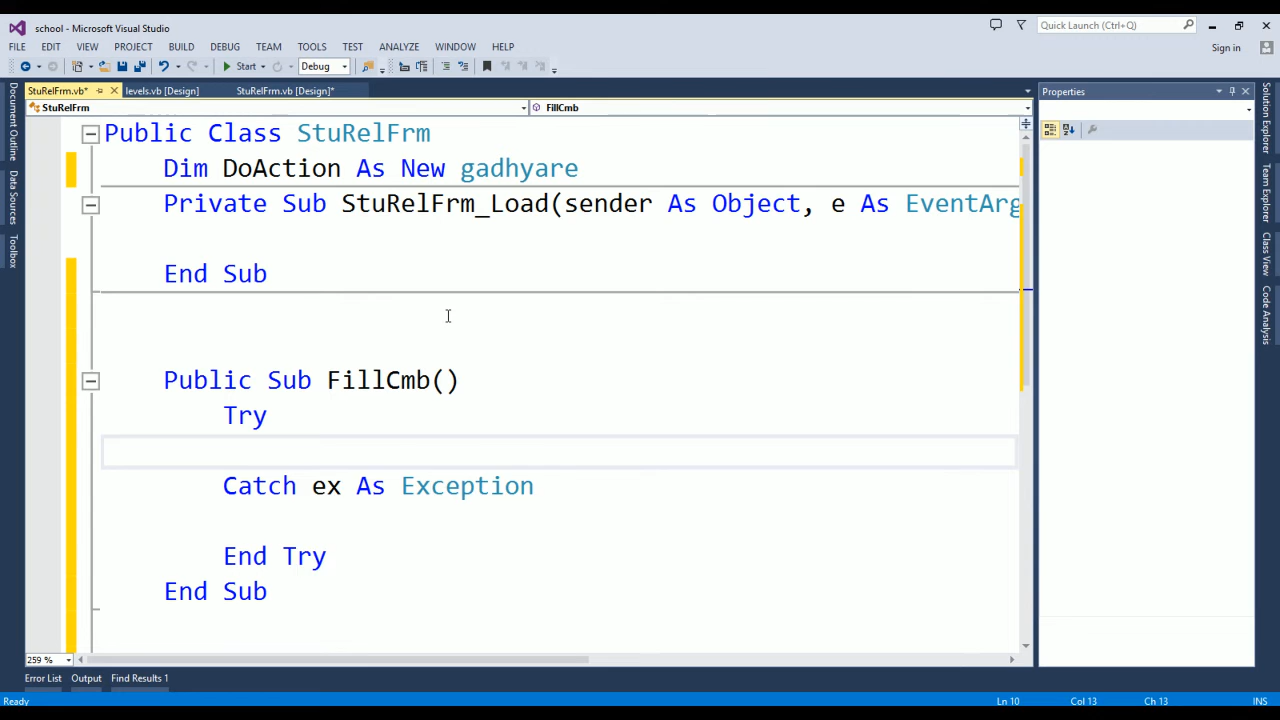 school - Microsoft Visual Studio
Quick Launch (Ctrl+Q)
FILE EDIT VIEW PROJECT BUILD DEBUG TEAM TOOLS TEST ANALYZE WINDOW HELP
Sign in
Start Debug
StuRelFrm.vb* levels.vb [Design] StuRelFrm.vb [Design]*
Properties
StuRelFrm FillCmb
Document Outline
Data Sources
Toolbox
Public Class StuRelFrm
Dim DoAction As New gadhyare
Private Sub StuRelFrm_Load(sender As Object, e As EventArg
End Sub
Public Sub FillCmb()
Try
Catch ex As Exception
End Try
End Sub
Solution Explorer
Team Explorer
Class View
Code Analysis
259 %
Error List Output Find Results 1
Ready Ln 10 Col 13 Ch 13 INS